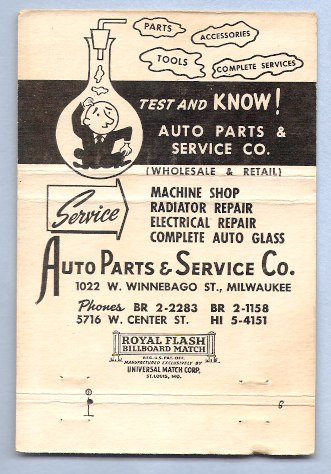 PARTS
ACCESSORIES
TOOLS
COMPLETE SERVICES
TEST AND KNOW!
AUTO PARTS &
SERVICE CO.
(WHOLESALE & RETAIL)
Service
MACHINE SHOP
RADIATOR REPAIR
ELECTRICAL REPAIR
COMPLETE AUTO GLASS
AUTO PARTS & SERVICE CO.
1022 W. WINNEBAGO ST., MILWAUKEE
Phones BR 2-2283 BR 2-1158
5716 W. CENTER ST. HI 5-4151
ROYAL FLASH
BILLBOARD MATCH
REG. U.S. PAT. OFF.
MANUFACTURED EXCLUSIVELY BY
UNIVERSAL MATCH CORP.
ST. LOUIS, MO.